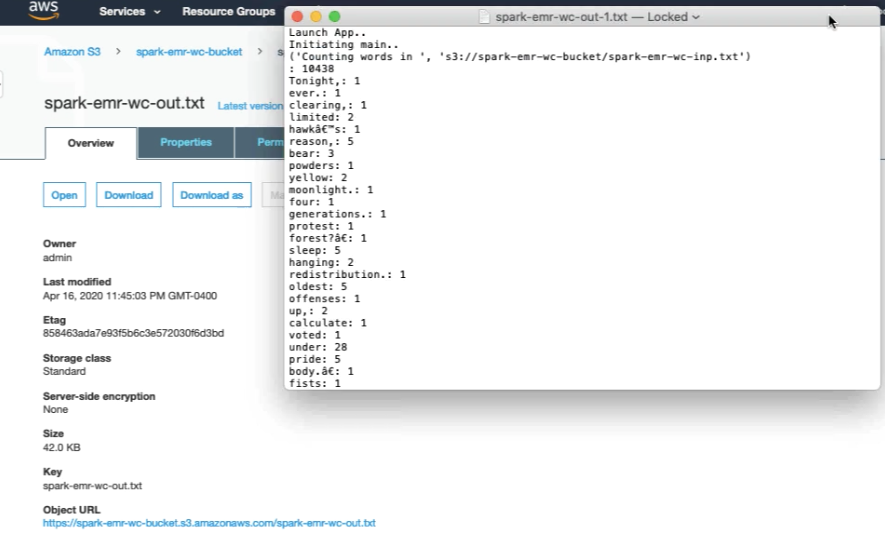 aws
Services
Resource Groups
Amazon S3 > spark-emr-wc-bucket >
spark-emr-wc-out.txt Latest version
Overview
Properties
Perm
Open
Download
Download as
Owner
admin
Last modified
Apr 16, 2020 11:45:03 PM GMT-0400
Etag
858463ada7e93f5b6c3e572030f6d3bd
Storage class
Standard
Server-side encryption
None
Size
42.0 KB
Key
spark-emr-wc-out.txt
Object URL
https://spark-emr-wc-bucket.s3.amazonaws.com/spark-emr-wc-out.txt
spark-emr-wc-out-1.txt — Locked
Launch App..
Initiating main..
('Counting words in ', 's3://spark-emr-wc-bucket/spark-emr-wc-inp.txt')
: 10438
Tonight,: 1
ever.: 1
clearing,: 1
limited: 2
hawkâ€™s: 1
reason,: 5
bear: 3
powders: 1
yellow: 2
moonlight.: 1
four: 1
generations.: 1
protest: 1
forest?â€: 1
sleep: 5
hanging: 2
redistribution.: 1
oldest: 5
offenses: 1
up,: 2
calculate: 1
voted: 1
under: 28
pride: 5
body.â€: 1
fists: 1